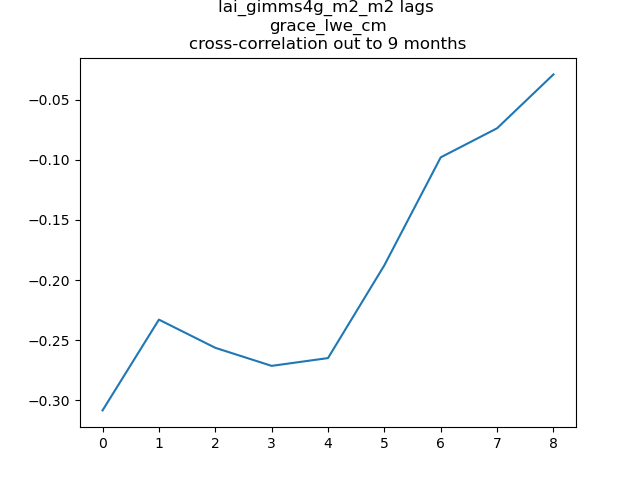 lai_gimms4g_m2_m2 lags
grace_lwe_cm
cross-correlation out to 9 months
−0.05
−0.10
−0.15
−0.20
−0.25
−0.30
0 1 2 3 4 5 6 7 8